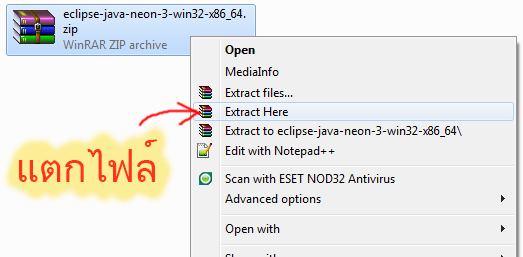 eclipse-java-neon-3-win32-x86_64.
zip
WinRAR ZIP archive
Open
MediaInfo
Extract files...
Extract Here
Extract to eclipse-java-neon-3-win32-x86_64\
Edit with Notepad++
Scan with ESET NOD32 Antivirus
Advanced options
Open with
แตกไฟล์